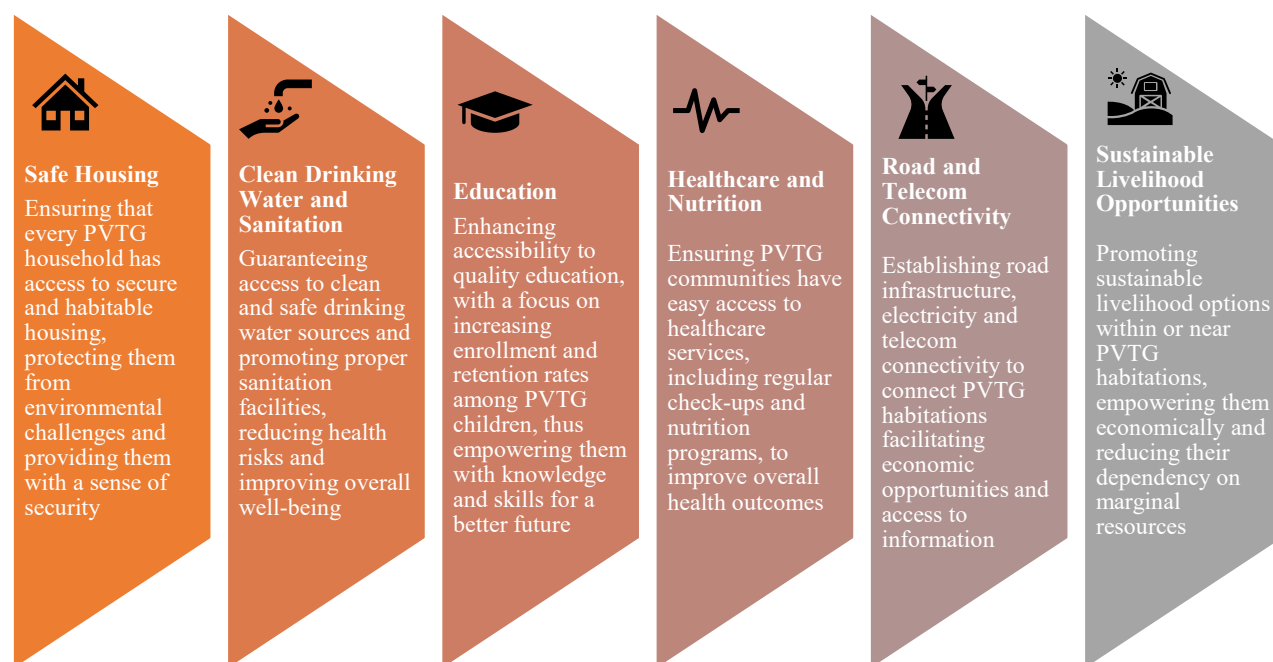 Safe Housing
Ensuring that
every PVTG
household has
access to secure
and habitable
housing,
protecting them
from
environmental
challenges and
providing them
with a sense of
security
Clean Drinking
Water and
Sanitation
Guaranteeing
access to clean
and safe drinking
water sources and
promoting proper
sanitation
facilities,
reducing health
risks and
improving overall
well-being
Education
Enhancing
accessibility to
quality education,
with a focus on
increasing
enrollment and
retention rates
among PVTG
children, thus
empowering them
with knowledge
and skills for a
better future
Healthcare and
Nutrition
Ensuring PVTG
communities have
easy access to
healthcare
services,
including regular
check-ups and
nutrition
programs, to
improve overall
health outcomes
Road and
Telecom
Connectivity
Establishing road
infrastructure,
electricity and
telecom
connectivity to
connect PVTG
habitations
facilitating
economic
opportunities and
access to
information
Sustainable
Livelihood
Opportunities
Promoting
sustainable
livelihood options
within or near
PVTG
habitations,
empowering them
economically and
reducing their
dependency on
marginal
resources